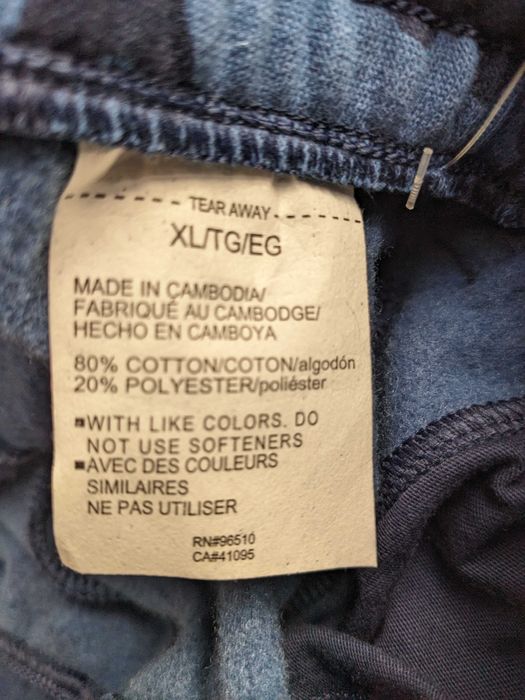 TEAR AWAY
XL/TG/EG
MADE IN CAMBODIA/
FABRIQUÉ AU CAMBODGE/
HECHO EN CAMBOYA
80% COTTON/COTON/algodón
20% POLYESTER/poliéster
WITH LIKE COLORS. DO
NOT USE SOFTENERS
AVEC DES COULEURS
SIMILAIRES
NE PAS UTILISER
RN#96510
CA#41095